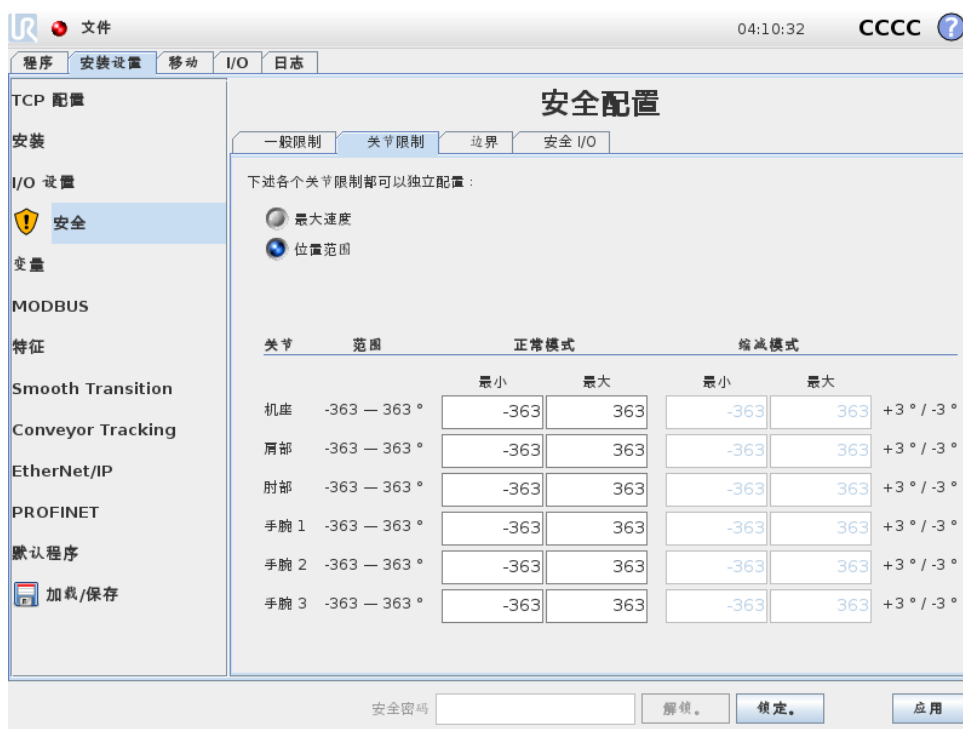 UR 文件 04:10:32 CCCC ?
程序 安装设置 移动 I/O 日志
TCP 配置
安装
I/O 设置
安全
变量
MODBUS
特征
Smooth Transition
Conveyor Tracking
EtherNet/IP
PROFINET
默认程序
加载/保存
安全配置
一般限制 关节限制 边界 安全 I/O
下述各个关节限制都可以独立配置：
最大速度
位置范围
关节 范围 正常模式 缩减模式
最小 最大 最小 最大
机座 -363 — 363 ° -363 363 -363 363 +3 ° / -3 °
肩部 -363 — 363 ° -363 363 -363 363 +3 ° / -3 °
肘部 -363 — 363 ° -363 363 -363 363 +3 ° / -3 °
手腕 1 -363 — 363 ° -363 363 -363 363 +3 ° / -3 °
手腕 2 -363 — 363 ° -363 363 -363 363 +3 ° / -3 °
手腕 3 -363 — 363 ° -363 363 -363 363 +3 ° / -3 °
安全密码 解锁。 锁定。 应用